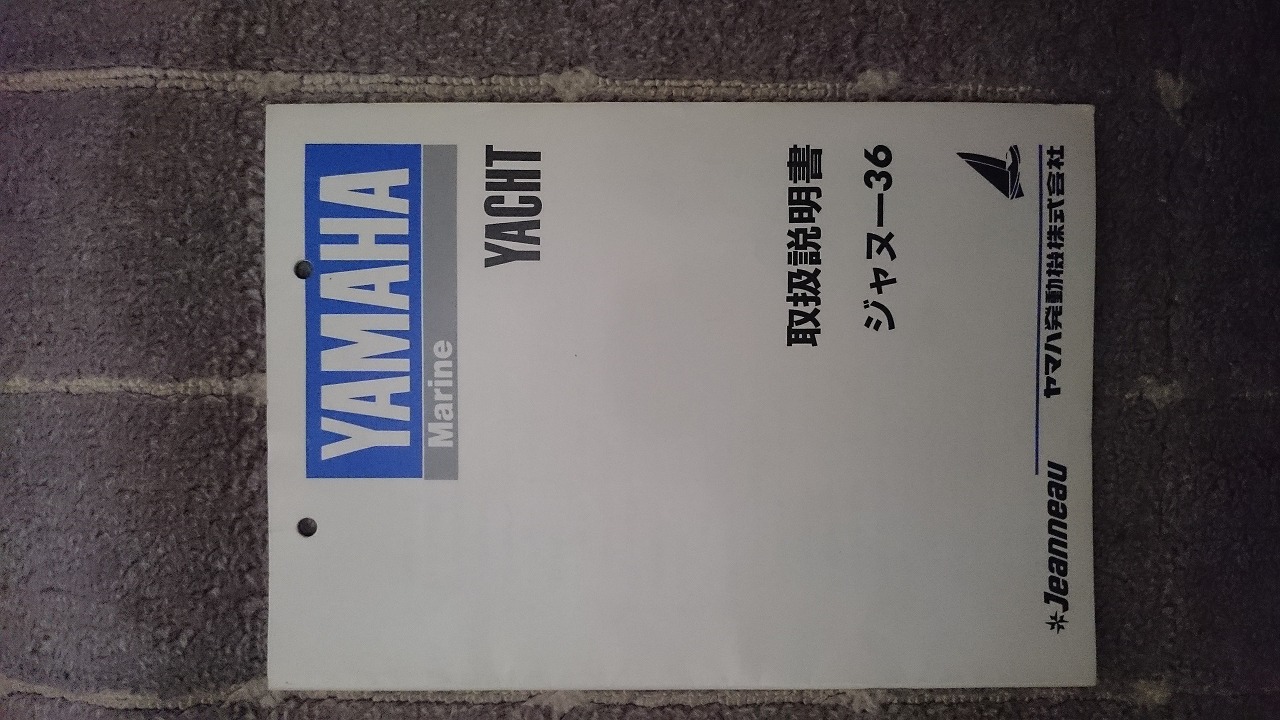 YAMAHA
Marine
YACHT
取扱説明書
ジャヌー36
Jeanneau ヤマハ発動機株式会社